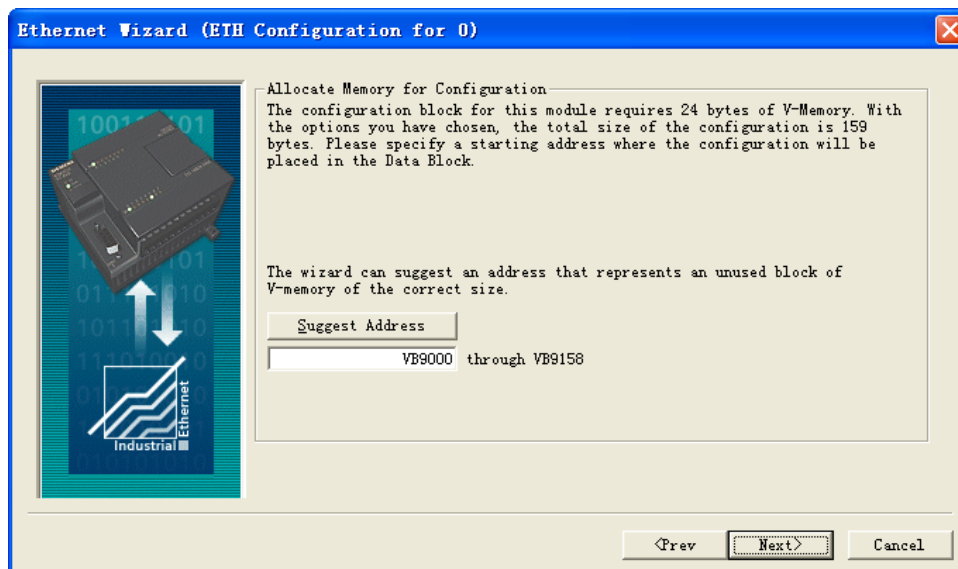 Ethernet Wizard (ETH Configuration for 0)
Allocate Memory for Configuration
The configuration block for this module requires 24 bytes of V-Memory. With
the options you have chosen, the total size of the configuration is 159
bytes. Please specify a starting address where the configuration will be
placed in the Data Block.
The wizard can suggest an address that represents an unused block of
V-memory of the correct size.
Suggest Address
VB9000 through VB9158
Industrial
Ethernet
<Prev Next> Cancel